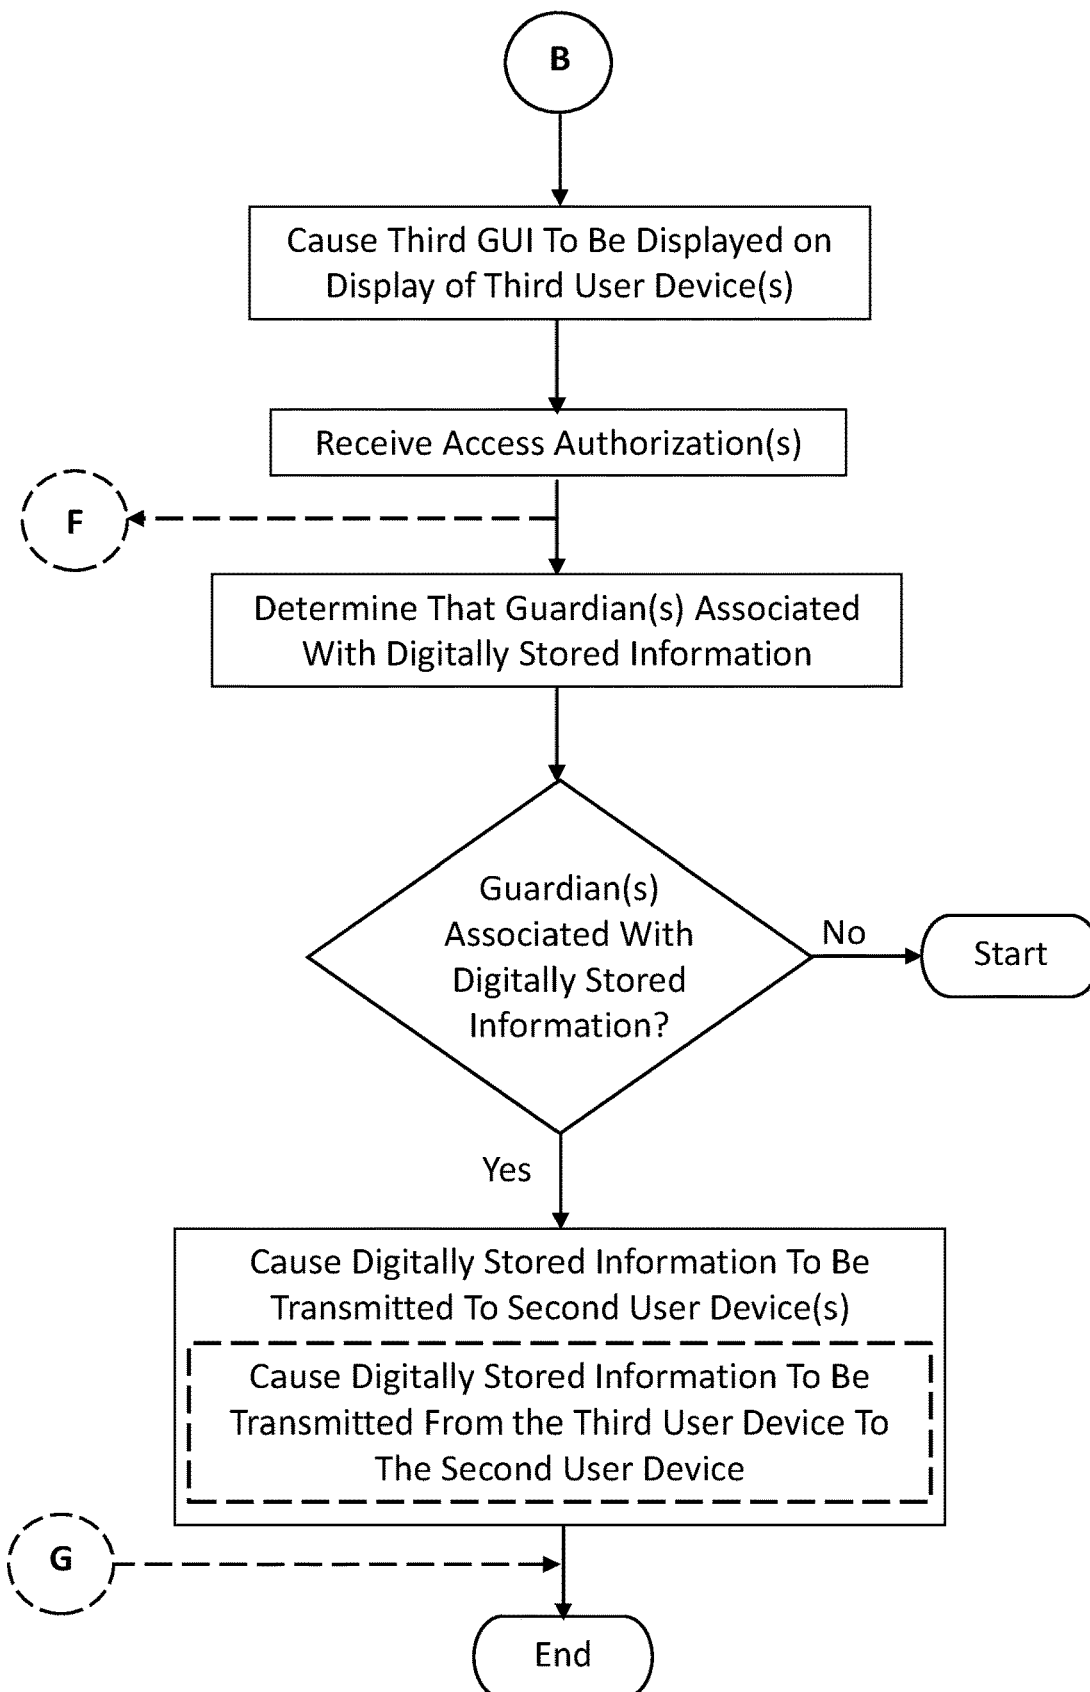 B
Cause Third GUI To Be Displayed on
Display of Third User Device(s)
Receive Access Authorization(s)
F
Determine That Guardian(s) Associated
With Digitally Stored Information
Guardian(s)
Associated With
Digitally Stored
Information?
No
Start
Yes
Cause Digitally Stored Information To Be
Transmitted To Second User Device(s)
Cause Digitally Stored Information To Be
Transmitted From the Third User Device To
The Second User Device
G
End